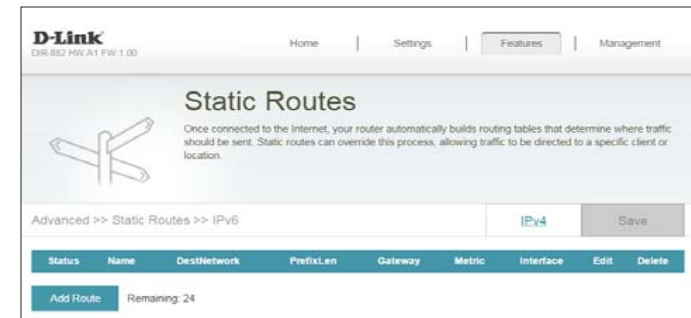 D-Link
DIR-882 HW:A1 FW:1.00
Home | Settings | Features | Management
Static Routes
Once connected to the Internet, your router automatically builds routing tables that determine where traffic
should be sent. Static routes can override this process, allowing traffic to be directed to a specific client or
location.
Advanced >> Static Routes >> IPv6 IPv4 Save
Status Name DestNetwork PrefixLen Gateway Metric Interface Edit Delete
Add Route Remaining: 24